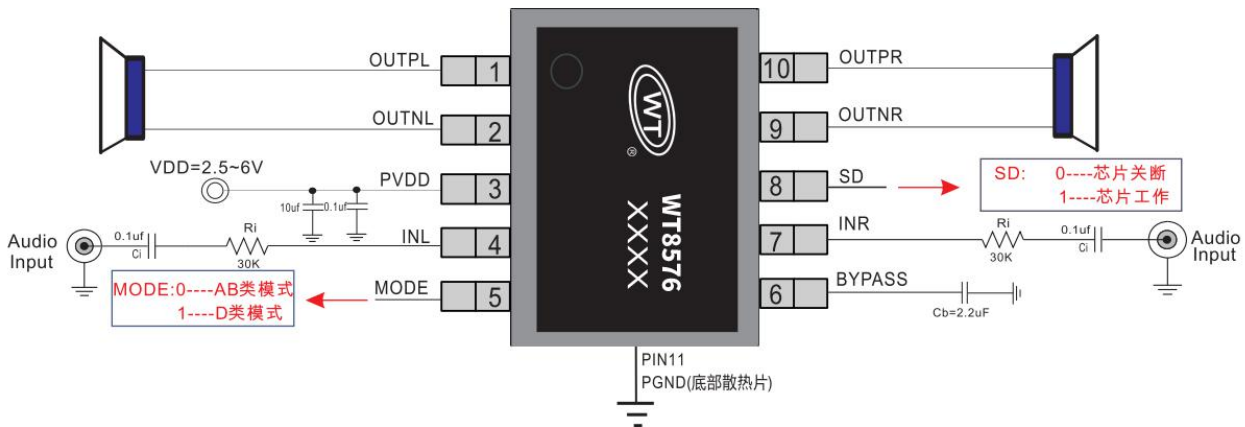 OUTPL
1
10
OUTPR
OUTNL
2
9
OUTNR
VDD=2.5~6V
PVDD
3
8
SD
SD: 0----芯片关断
1----芯片工作
10uf
0.1uf
Audio
Input
0.1uf
Ci
Ri
30K
INL
4
7
INR
Ri
30K
0.1uf
Ci
Audio
Input
MODE:0----AB类模式
1----D类模式
MODE
5
6
BYPASS
Cb=2.2uF
WT
®
WT8576
XXXX
PIN11
PGND(底部散热片)